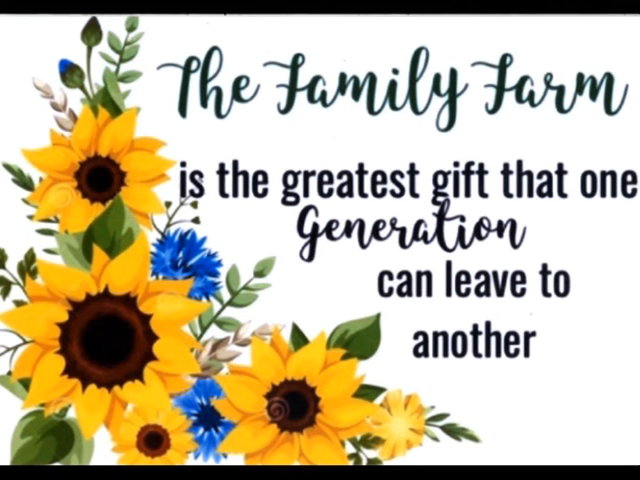 The Family Farm
is the greatest gift that one
Generation
can leave to
another